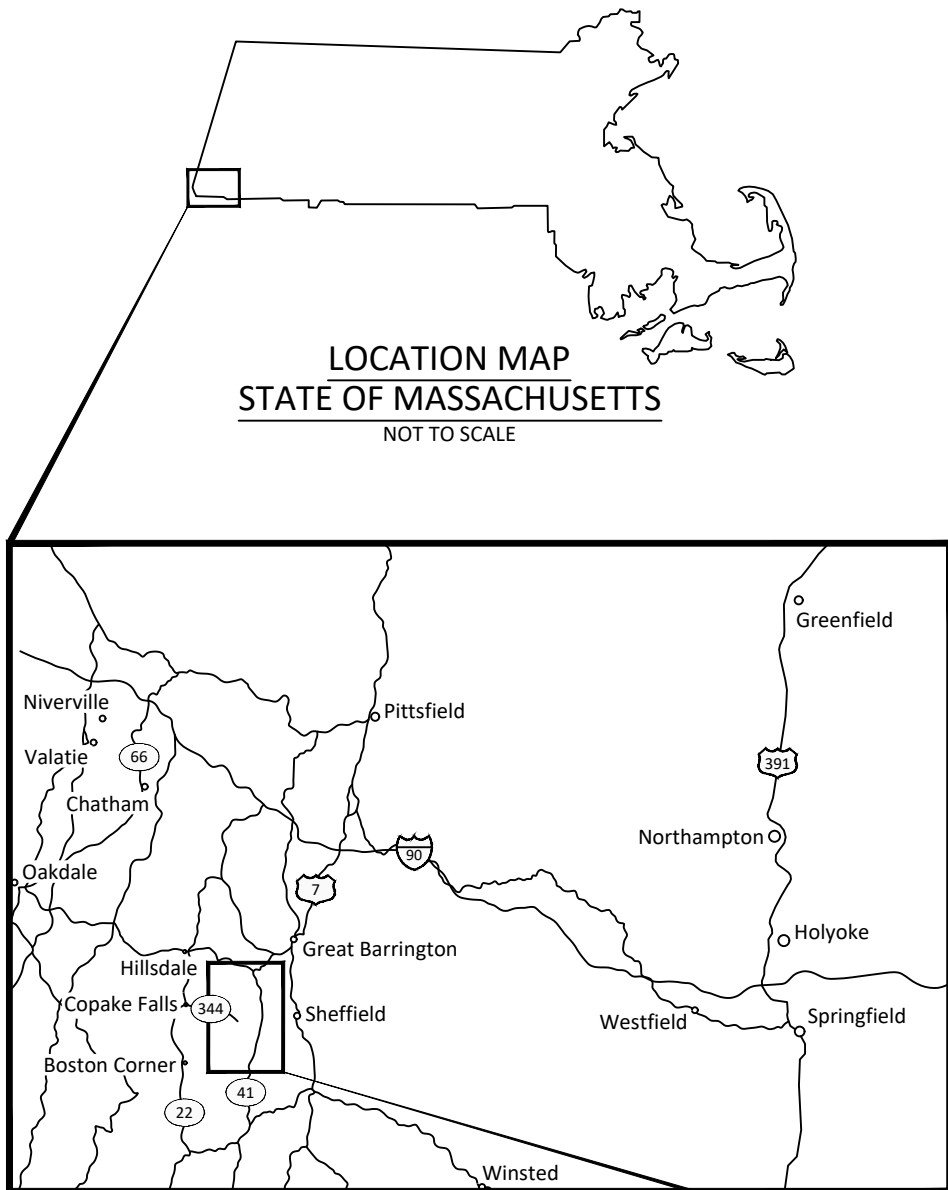 LOCATION MAP
STATE OF MASSACHUSETTS
NOT TO SCALE
Greenfield
Niverville
Pittsfield
Valatie
66
391
Chatham
Northampton
90
Oakdale
7
Holyoke
Great Barrington
Hillsdale
Copake Falls
344
Sheffield
Westfield
Springfield
Boston Corner
41
22
Winsted